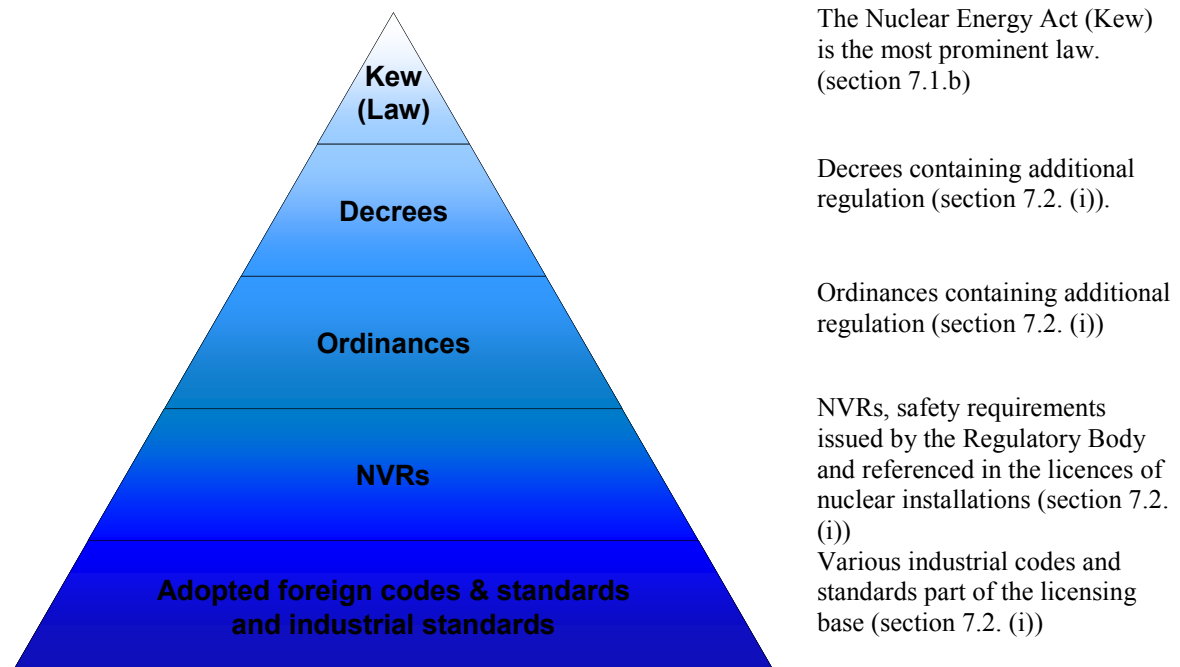 Kew
(Law)
The Nuclear Energy Act (Kew)
is the most prominent law.
(section 7.1.b)
Decrees
Decrees containing additional
regulation (section 7.2. (i)).
Ordinances
Ordinances containing additional
regulation (section 7.2. (i))
NVRs
NVRs, safety requirements
issued by the Regulatory Body
and referenced in the licences of
nuclear installations (section 7.2.
(i))
Adopted foreign codes & standards
and industrial standards
Various industrial codes and
standards part of the licensing
base (section 7.2. (i))